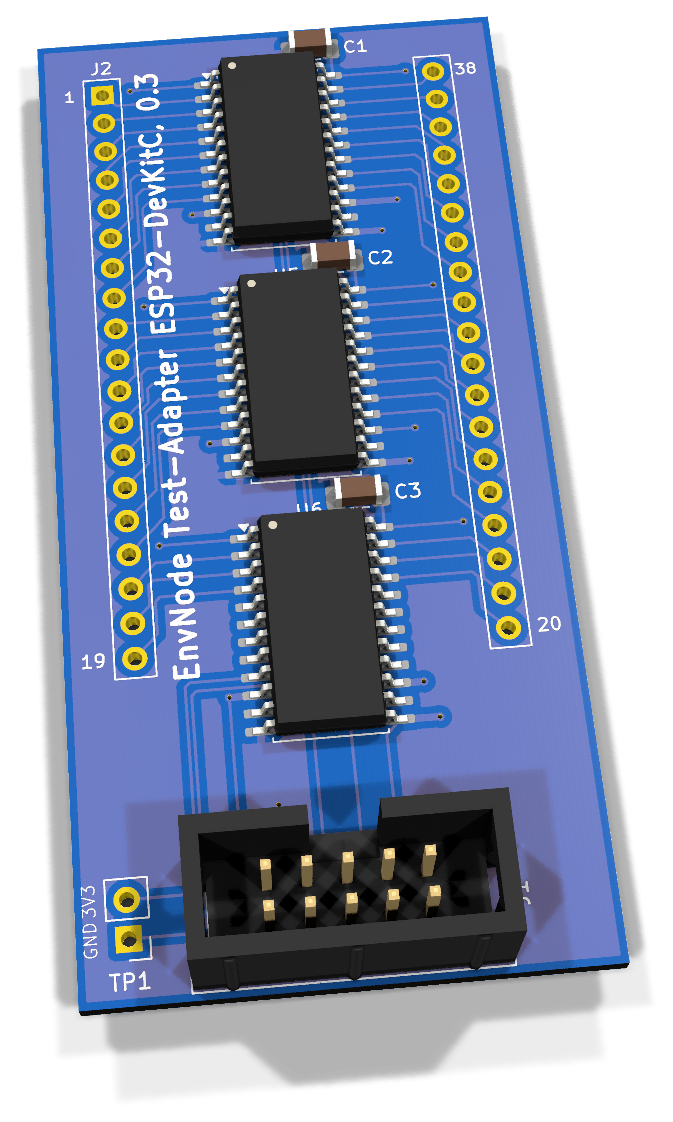 J2
C1
1
38
EnvNode Test-Adapter ESP32-DevKitC, 0.3
C2
C3
U6
19
20
3V3
GND
TP1